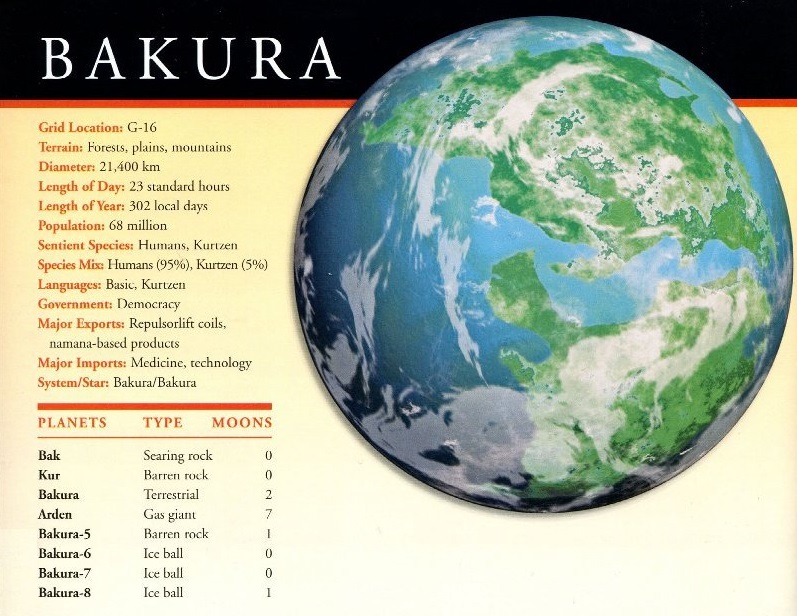 BAKURA
Grid Location: G-16
Terrain: Forests, plains, mountains
Diameter: 21,400 km
Length of Day: 23 standard hours
Length of Year: 302 local days
Population: 68 million
Sentient Species: Humans, Kurtzen
Species Mix: Humans (95%), Kurtzen (5%)
Languages: Basic, Kurtzen
Government: Democracy
Major Exports: Repulsorlift coils,
namana-based products
Major Imports: Medicine, technology
System/Star: Bakura/Bakura
PLANETS TYPE MOONS
Bak Searing rock 0
Kur Barren rock 0
Bakura Terrestrial 2
Arden Gas giant 7
Bakura-5 Barren rock 1
Bakura-6 Ice ball 0
Bakura-7 Ice ball 0
Bakura-8 Ice ball 1